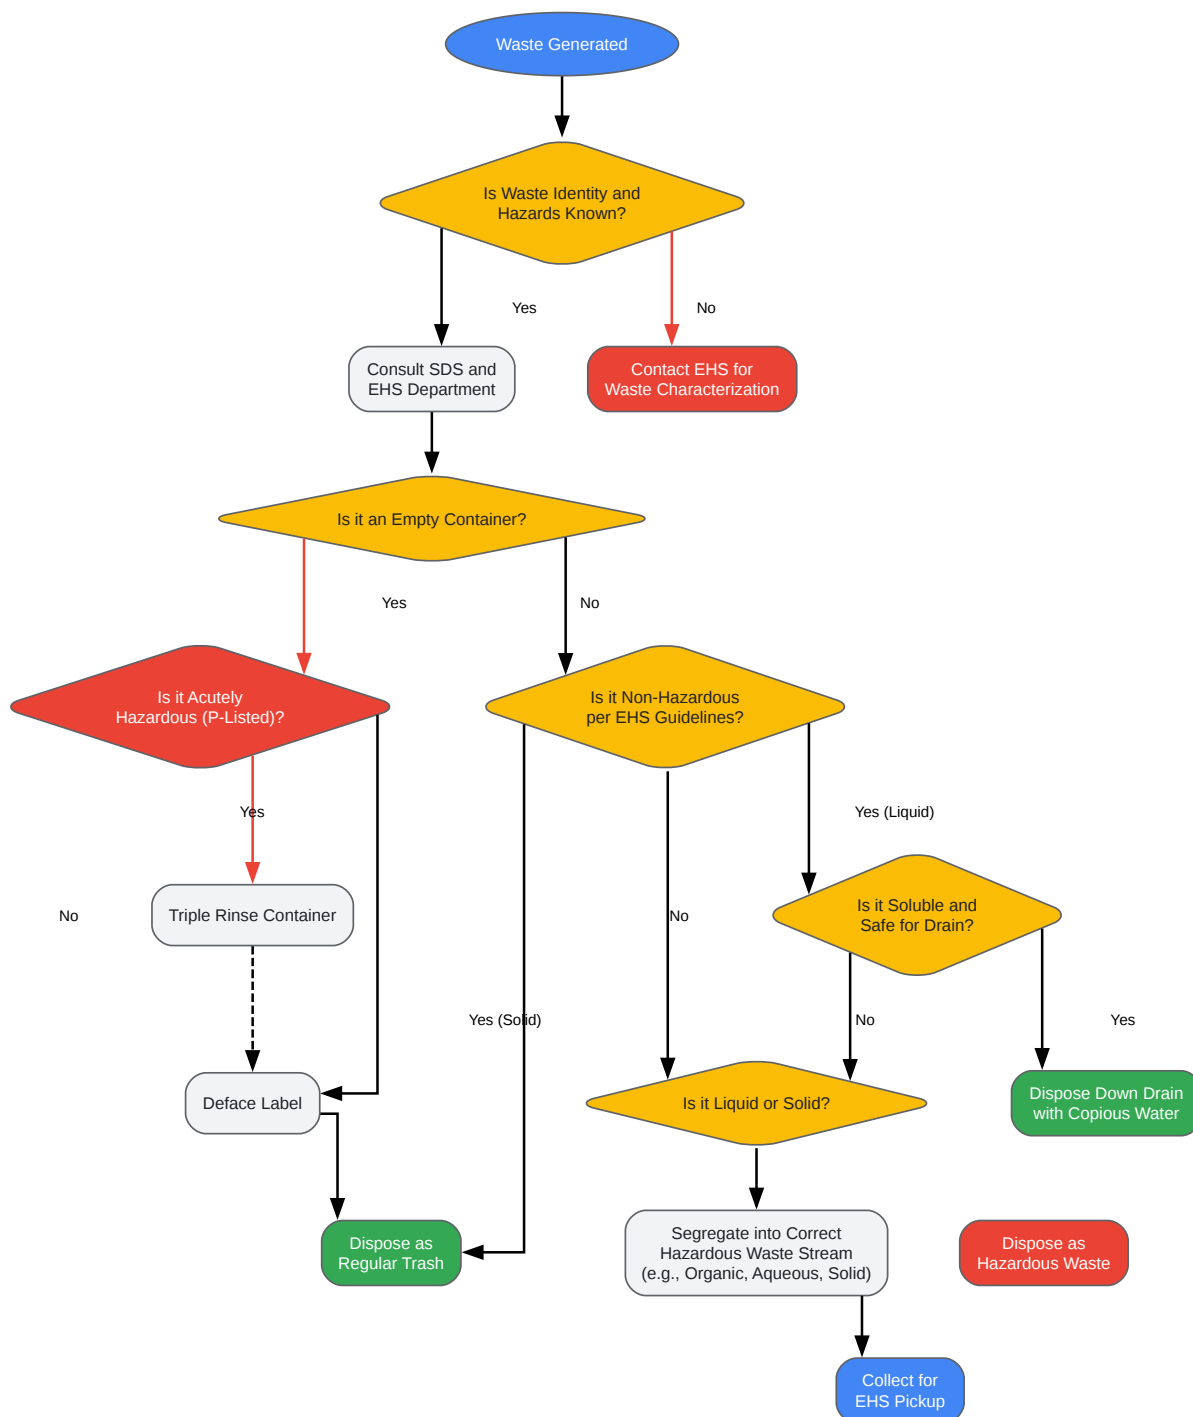 Waste Generated
Is Waste Identity and
Hazards Known?
Yes
No
Consult SDS and
EHS Department
Contact EHS for
Waste Characterization
Is it an Empty Container?
Yes
No
Is it Acutely
Hazardous (P-Listed)?
Is it Non-Hazardous
per EHS Guidelines?
Yes
Yes (Liquid)
No
Triple Rinse Container
No
Is it Soluble and
Safe for Drain?
Yes (Solid)
No
Yes
Deface Label
Is it Liquid or Solid?
Dispose Down Drain
with Copious Water
Dispose as
Regular Trash
Segregate into Correct
Hazardous Waste Stream
(e.g., Organic, Aqueous, Solid)
Dispose as
Hazardous Waste
Collect for
EHS Pickup